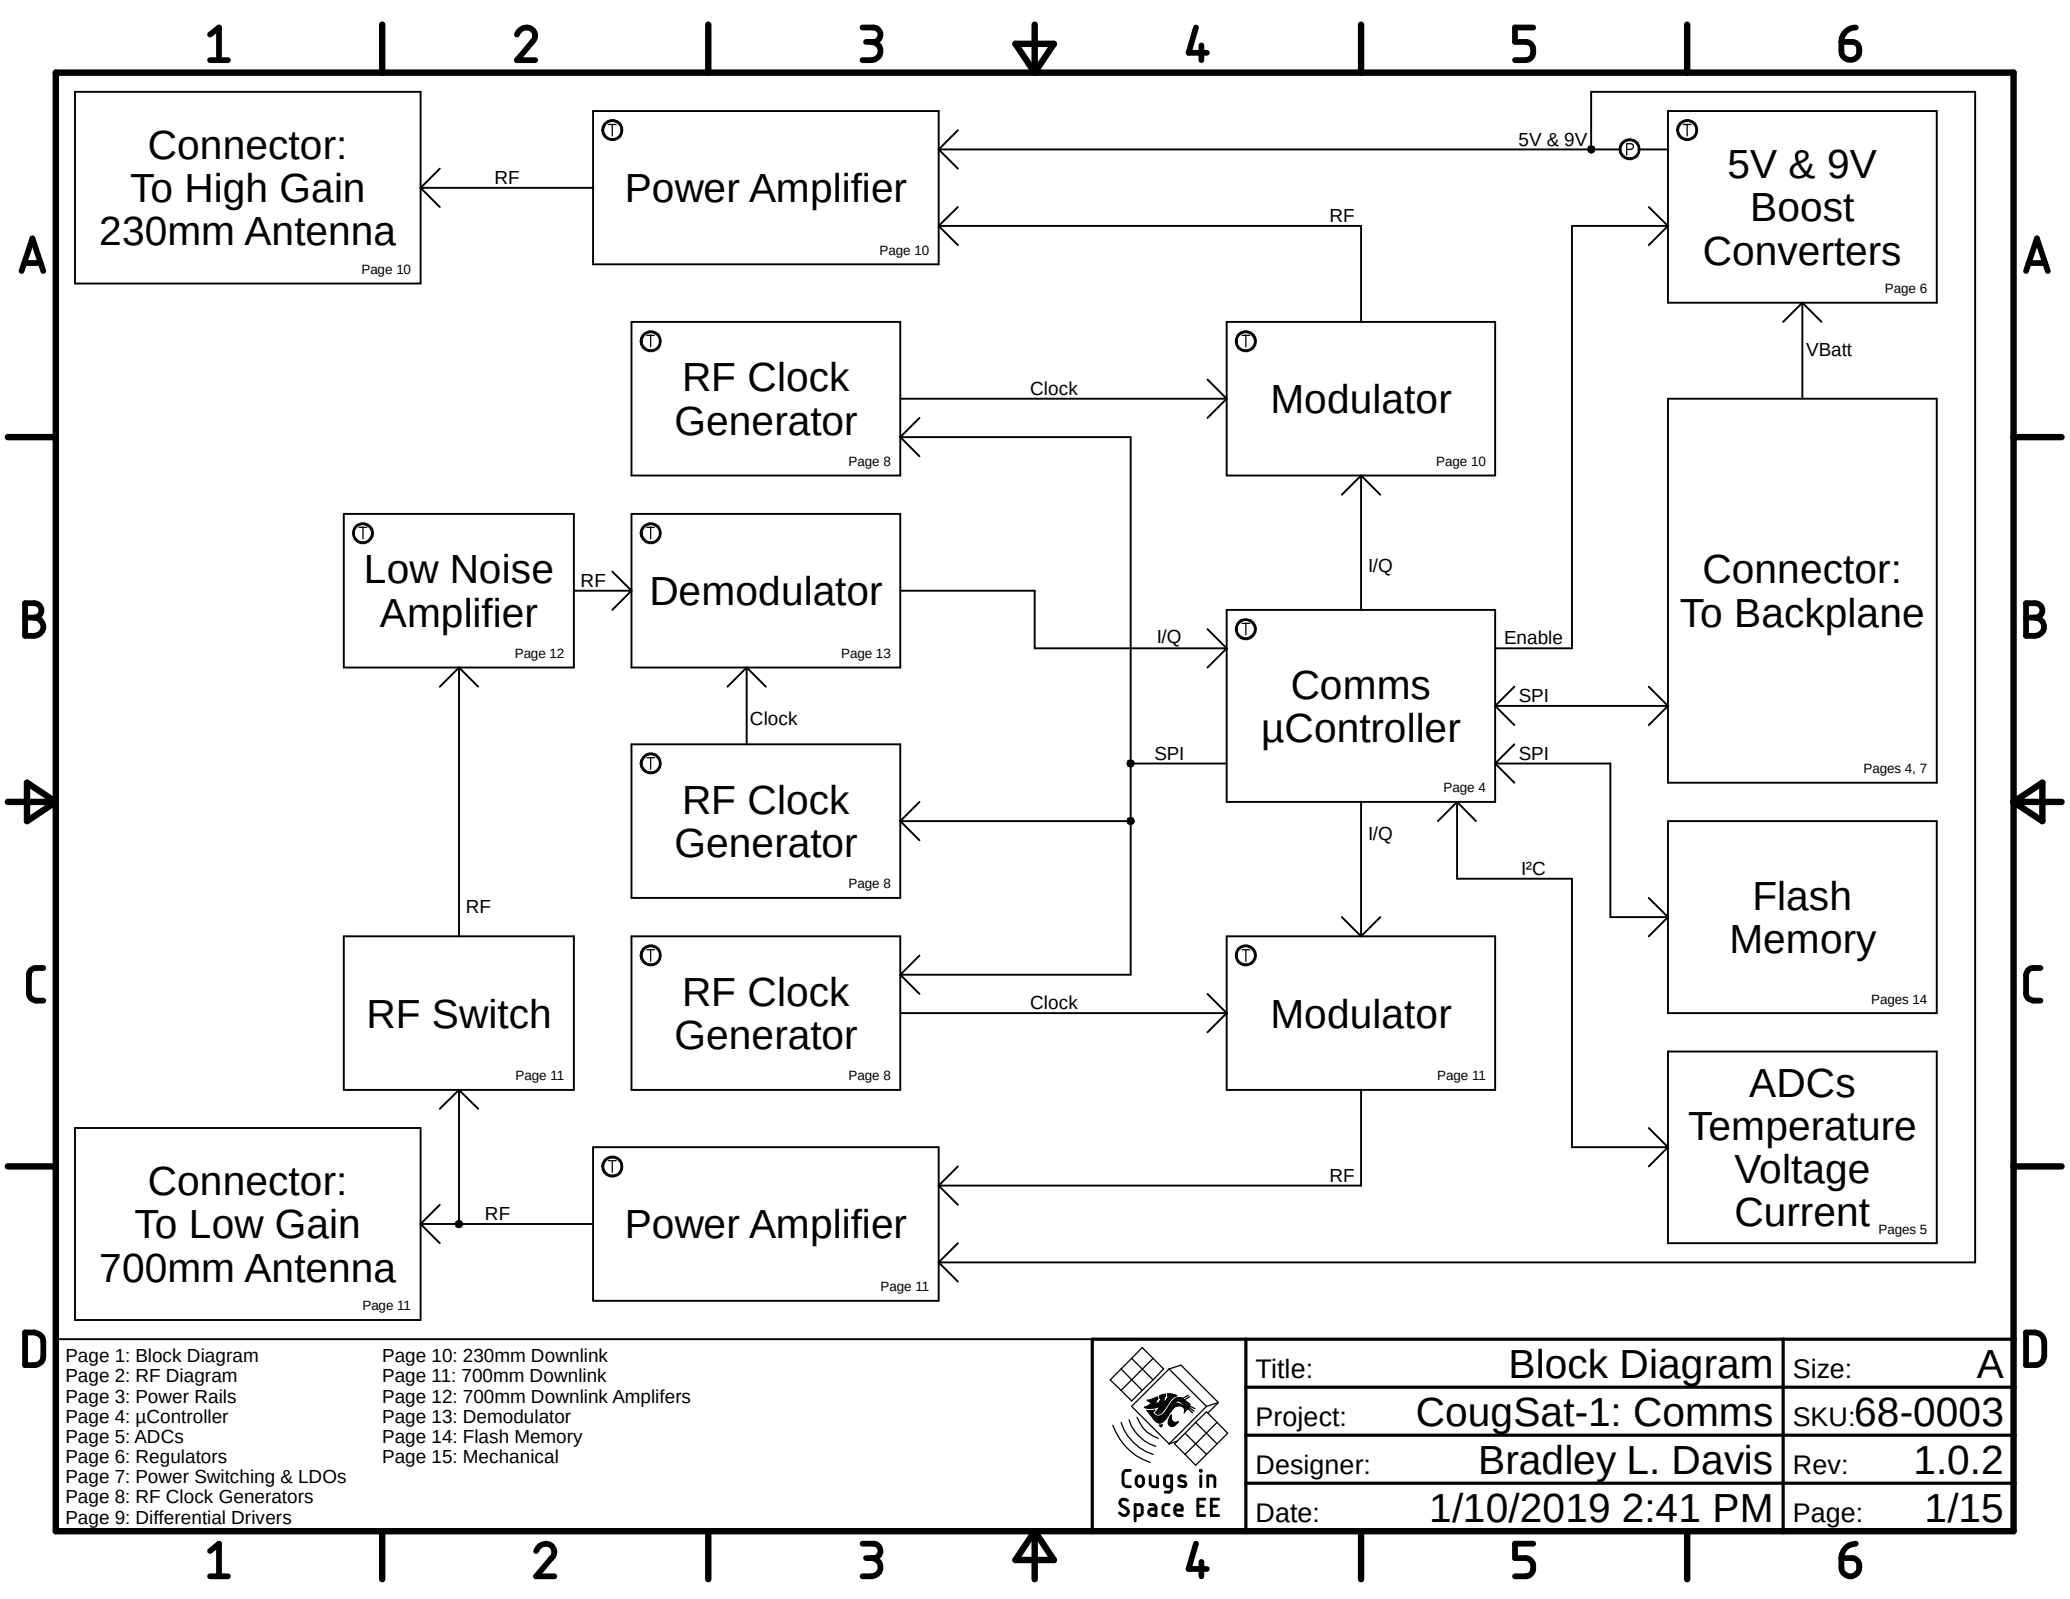 1 2 3 4 5 6
A
A
B
B
C
C
D
D
Connector:
To High Gain
230mm Antenna
Page 10
RF
T
Power Amplifier
Page 10
5V & 9V
P
RF
T
5V & 9V
Boost
Converters
Page 6
VBatt
T
RF Clock
Generator
Page 8
Clock
T
Modulator
Page 10
I/Q
T
Low Noise
Amplifier
Page 12
RF
T
Demodulator
Page 13
I/Q
Clock
T
Comms
µController
Page 4
Enable
SPI
SPI
SPI
I/Q
I²C
Connector:
To Backplane
Pages 4, 7
T
RF Clock
Generator
Page 8
RF
RF Switch
Page 11
T
RF Clock
Generator
Page 8
Clock
T
Modulator
Page 11
Flash
Memory
Pages 14
ADCs
Temperature
Voltage
Current
Pages 5
Connector:
To Low Gain
700mm Antenna
Page 11
RF
T
Power Amplifier
Page 11
RF
Page 1: Block Diagram
Page 2: RF Diagram
Page 3: Power Rails
Page 4: µController
Page 5: ADCs
Page 6: Regulators
Page 7: Power Switching & LDOs
Page 8: RF Clock Generators
Page 9: Differential Drivers
Page 10: 230mm Downlink
Page 11: 700mm Downlink
Page 12: 700mm Downlink Amplifers
Page 13: Demodulator
Page 14: Flash Memory
Page 15: Mechanical
Cougs in
Space EE
Title: Block Diagram
Size: A
Project: CougSat-1: Comms
SKU: 68-0003
Designer: Bradley L. Davis
Rev: 1.0.2
Date: 1/10/2019 2:41 PM
Page: 1/15
1 2 3 4 5 6